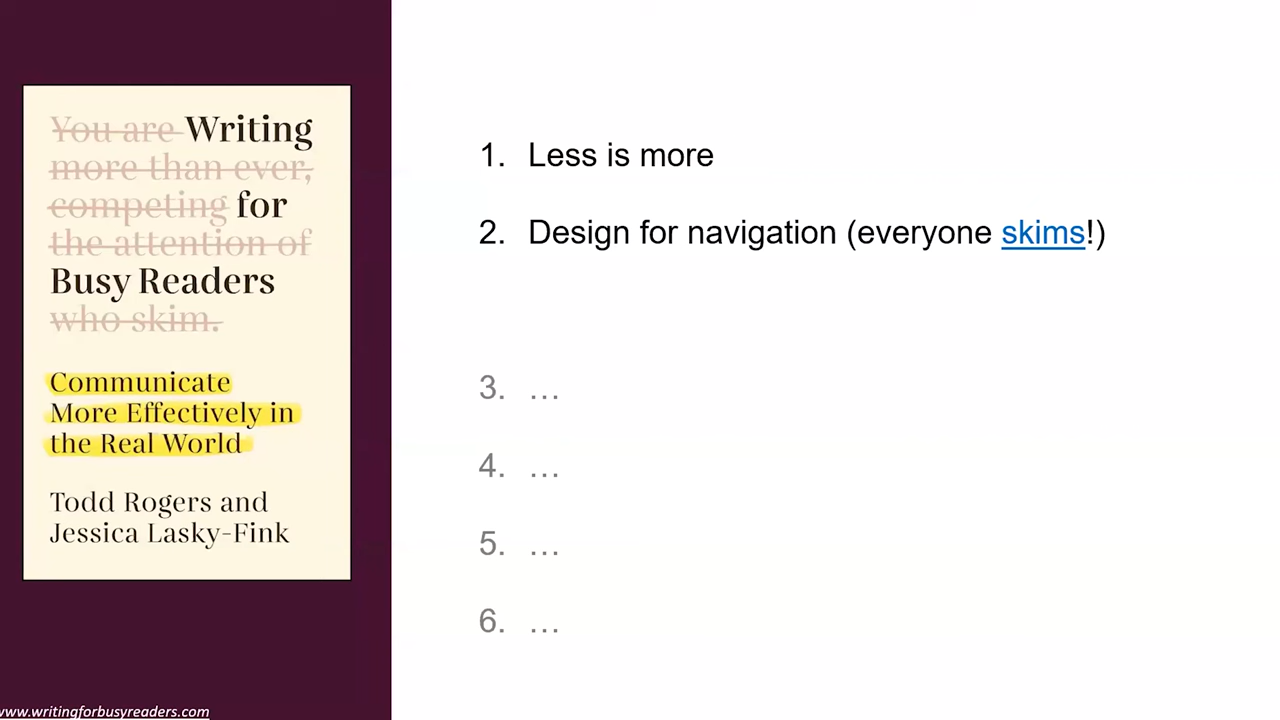 You are Writing
more than ever,
competing for
the attention of
Busy Readers
who skim.
Communicate
More Effectively in
the Real World
Todd Rogers and
Jessica Lasky-Fink
www.writingforbusyreaders.com
1. Less is more
2. Design for navigation (everyone skims!)
3. …
4. …
5. …
6. …